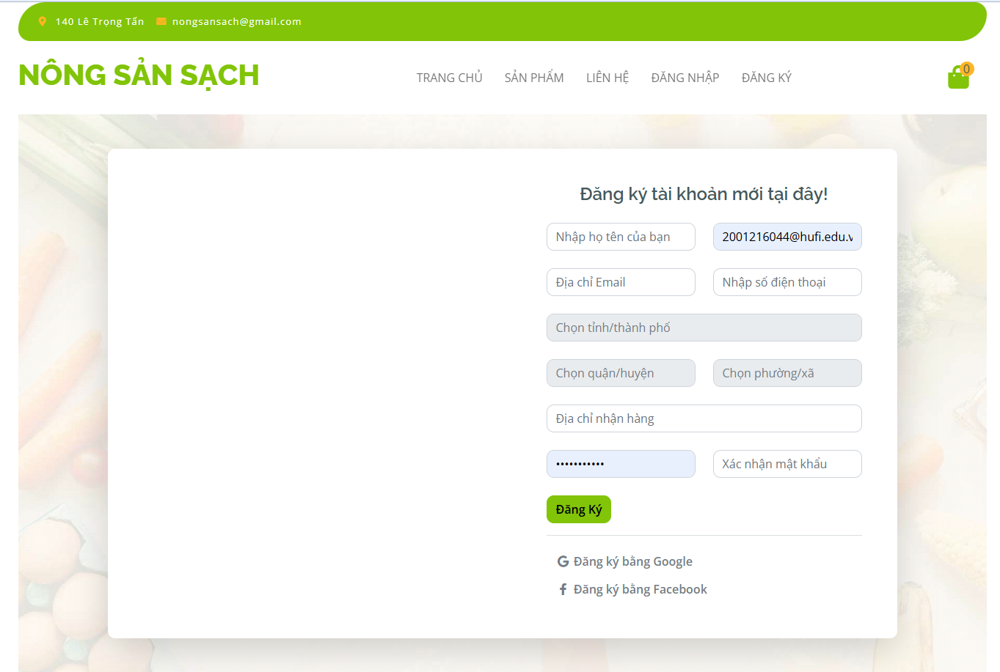 140 Lê Trọng Tấn nongsansach@gmail.com
NÔNG SẢN SẠCH
TRANG CHỦ SẢN PHẨM LIÊN HỆ ĐĂNG NHẬP ĐĂNG KÝ
0
Đăng ký tài khoản mới tại đây!
Nhập họ tên của bạn 2001216044@hufi.edu.v
Địa chỉ Email Nhập số điện thoại
Chọn tỉnh/thành phố
Chọn quận/huyện Chọn phường/xã
Địa chỉ nhận hàng
••••••••••• Xác nhận mật khẩu
Đăng Ký
Đăng ký bằng Google
Đăng ký bằng Facebook